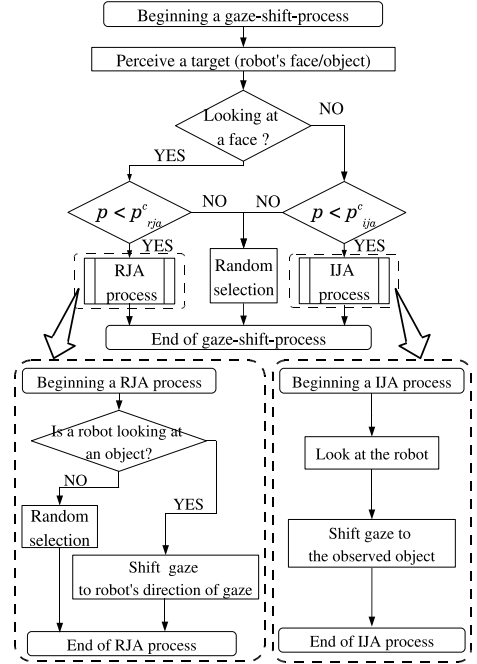 Beginning a gaze-shift-process
Perceive a target (robot's face/object)
Looking at
a face ?
NO
YES
p < p^c_rja
NO
NO
p < p^c_ija
YES
YES
RJA
process
Random
selection
IJA
process
End of gaze-shift-process
Beginning a RJA process
Is a robot looking at
an object?
NO
YES
Random
selection
Shift gaze
to robot's direction of gaze
End of RJA process
Beginning a IJA process
Look at the robot
Shift gaze to
the observed object
End of IJA process